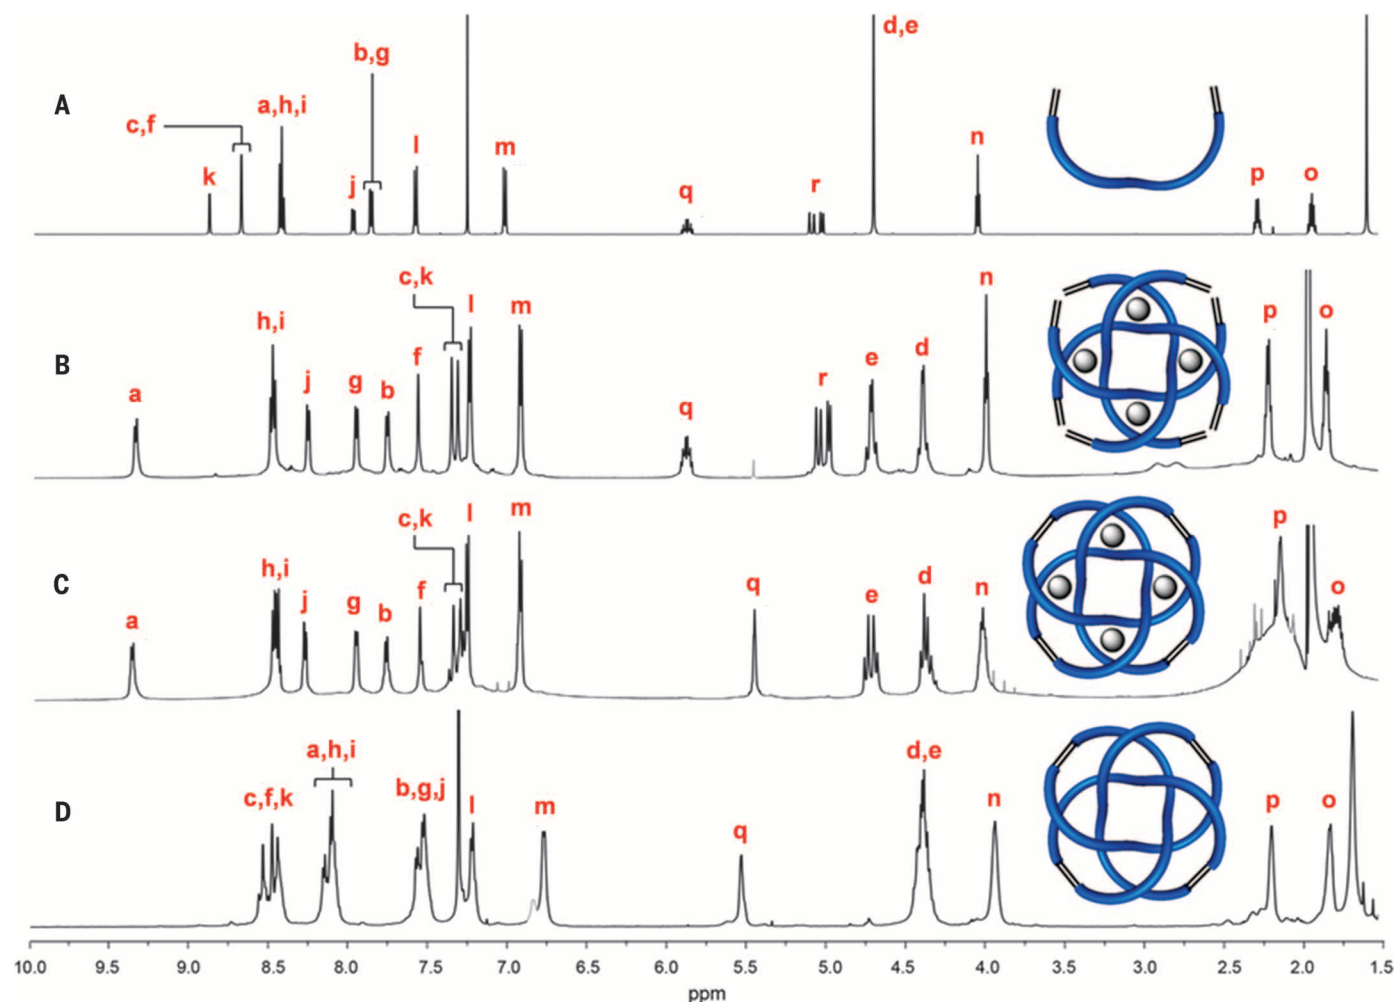 d,e
b,g
A
a,h,i
c,f
k
j
l
m
q
r
n
p
o
B
c,k
a
h,i
j
g
b
f
l
m
q
r
e
d
n
p
o
C
c,k
a
h,i
j
g
b
f
l
m
q
e
d
n
p
o
D
c,f,k
a,h,i
b,g,j
l
m
q
d,e
n
p
o
10.0 9.5 9.0 8.5 8.0 7.5 7.0 6.5 6.0 5.5 5.0 4.5 4.0 3.5 3.0 2.5 2.0 1.5
ppm